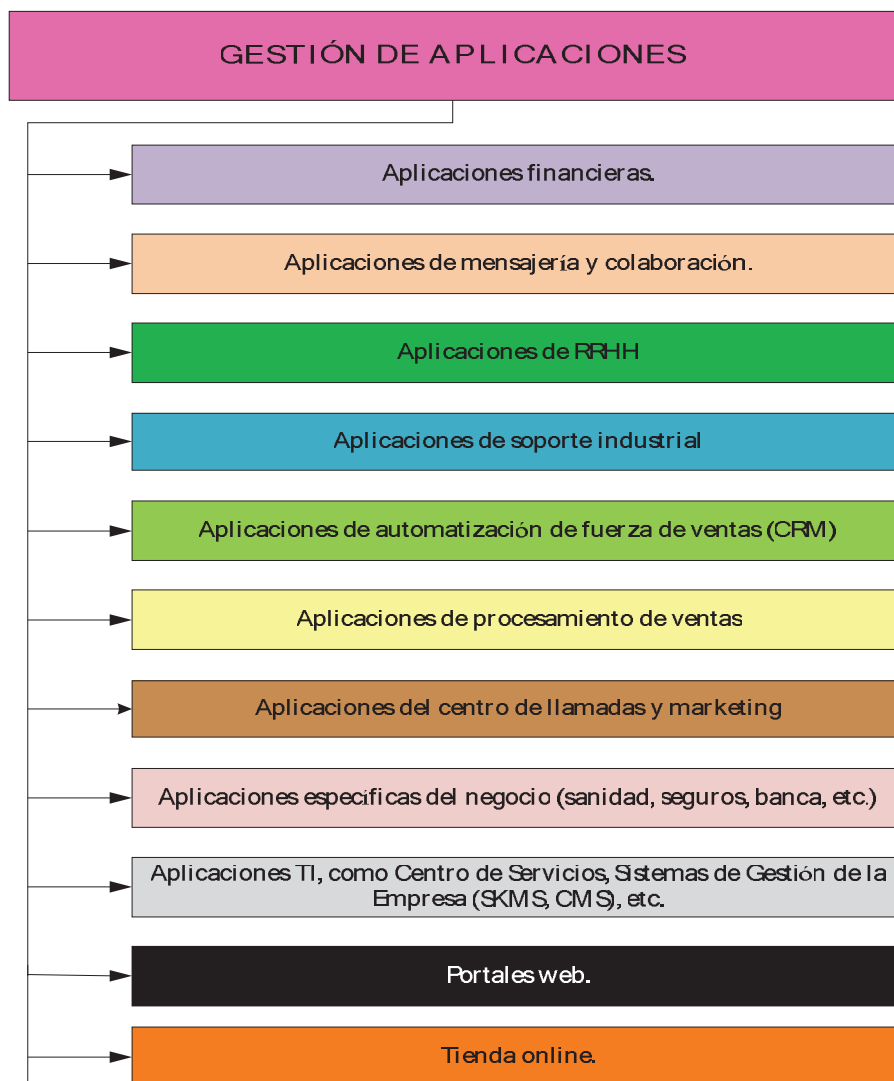 GESTIÓN DE APLICACIONES
Aplicaciones financieras.
Aplicaciones de mensajería y colaboración.
Aplicaciones de RRHH
Aplicaciones de soporte industrial
Aplicaciones de automatización de fuerza de ventas (CRM)
Aplicaciones de procesamiento de ventas
Aplicaciones del centro de llamadas y marketing
Aplicaciones específicas del negocio (sanidad, seguros, banca, etc.)
Aplicaciones TI, como Centro de Servicios, Sistemas de Gestión de la
Empresa (SKMS, CMS), etc.
Portales web.
Tienda online.